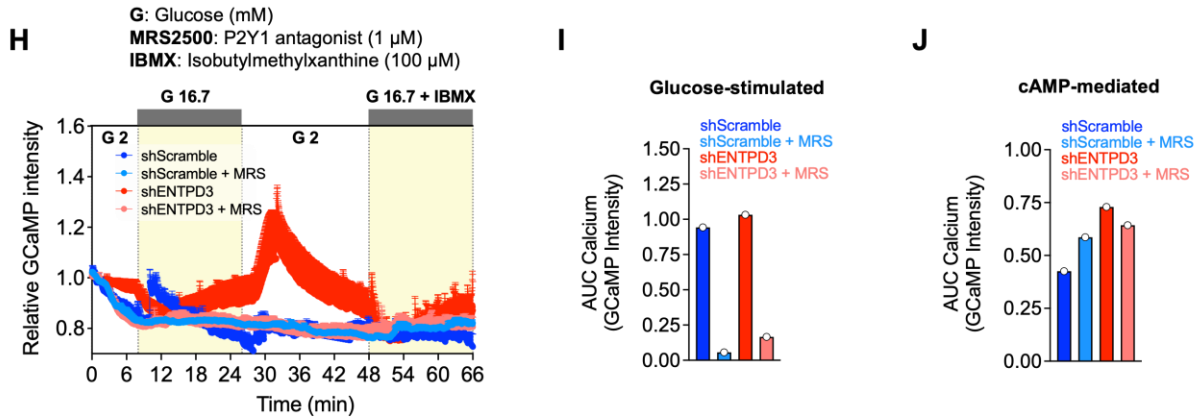 H
G: Glucose (mM)
MRS2500: P2Y1 antagonist (1 µM)
IBMX: Isobutylmethylxanthine (100 µM)
G 16.7
G 16.7 + IBMX
G 2
G 2
shScramble
shScramble + MRS
shENTPD3
shENTPD3 + MRS
Relative GCaMP intensity
1.6
1.4
1.2
1.0
0.8
0 6 12 18 24 30 36 42 48 54 60 66
Time (min)
I
Glucose-stimulated
shScramble
shScramble + MRS
shENTPD3
shENTPD3 + MRS
AUC Calcium
(GCaMP Intensity)
1.50
1.25
1.00
0.75
0.50
0.25
0.00
J
cAMP-mediated
shScramble
shScramble + MRS
shENTPD3
shENTPD3 + MRS
AUC Calcium
(GCaMP Intensity)
1.00
0.75
0.50
0.25
0.00